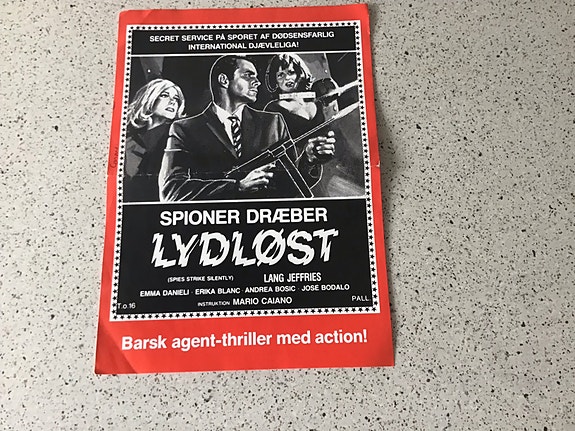 SECRET SERVICE PÅ SPORET AF DØDSENSFARLIG
INTERNATIONAL DJÆVLELIGA!
SPIONER DRÆBER
LYDLØST
(SPIES STRIKE SILENTLY) LANG JEFFRIES
EMMA DANIELI · ERIKA BLANC · ANDREA BOSIC · JOSE BODALO
INSTRUKTION MARIO CAIANO
T.o.16 PALL.
Barsk agent-thriller med action!